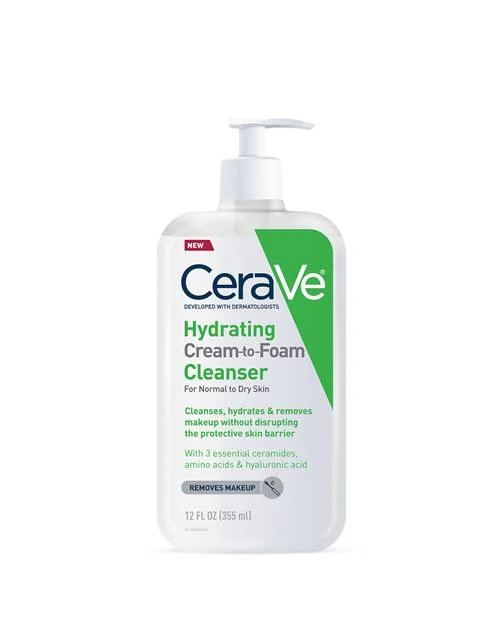 NEW
CeraVe®
DEVELOPED WITH DERMATOLOGISTS
Hydrating
Cream-to-Foam
Cleanser
For Normal to Dry Skin
Cleanses, hydrates & removes
makeup without disrupting
the protective skin barrier
With 3 essential ceramides,
amino acids & hyaluronic acid
REMOVES MAKEUP
12 FL OZ (355 ml)